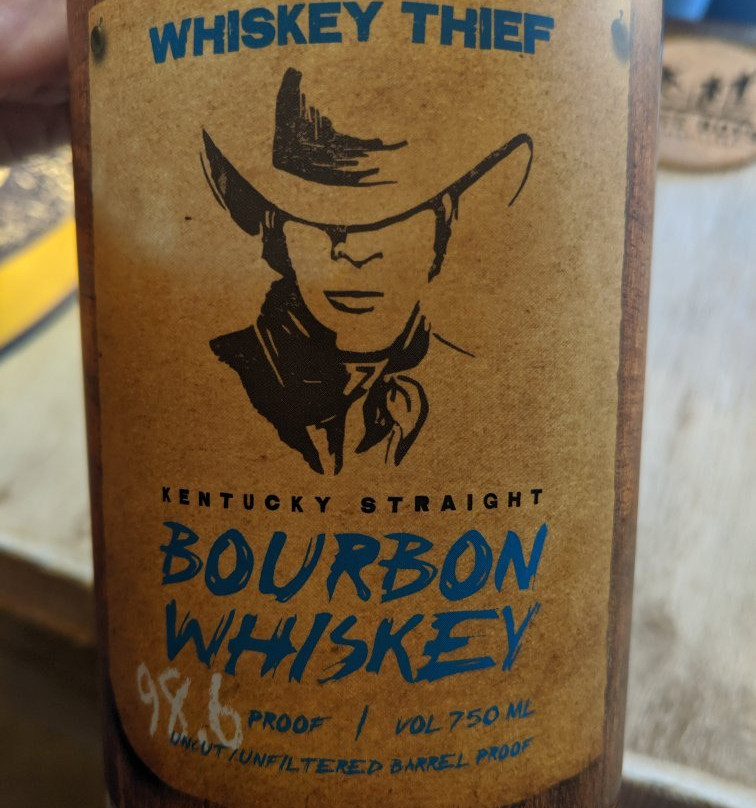 WHISKEY THIEF
KENTUCKY STRAIGHT
BOURBON
WHISKEY
98.6 PROOF / VOL 750 ML
UNCUT/UNFILTERED BARREL PROOF